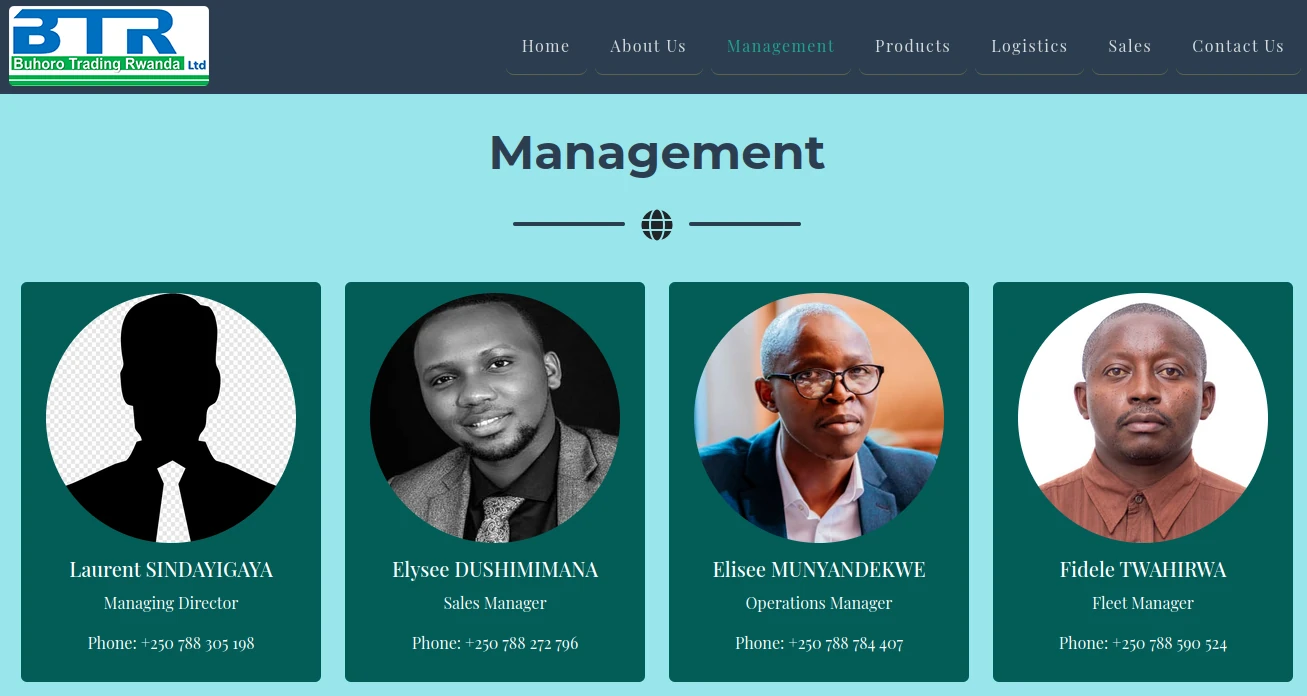 BTR
Buhoro Trading Rwanda Ltd
Home About Us Management Products Logistics Sales Contact Us
Management
Laurent SINDAYIGAYA
Managing Director
Phone: +250 788 305 198
Elysee DUSHIMIMANA
Sales Manager
Phone: +250 788 272 796
Elisee MUNYANDEKWE
Operations Manager
Phone: +250 788 784 407
Fidele TWAHIRWA
Fleet Manager
Phone: +250 788 590 524